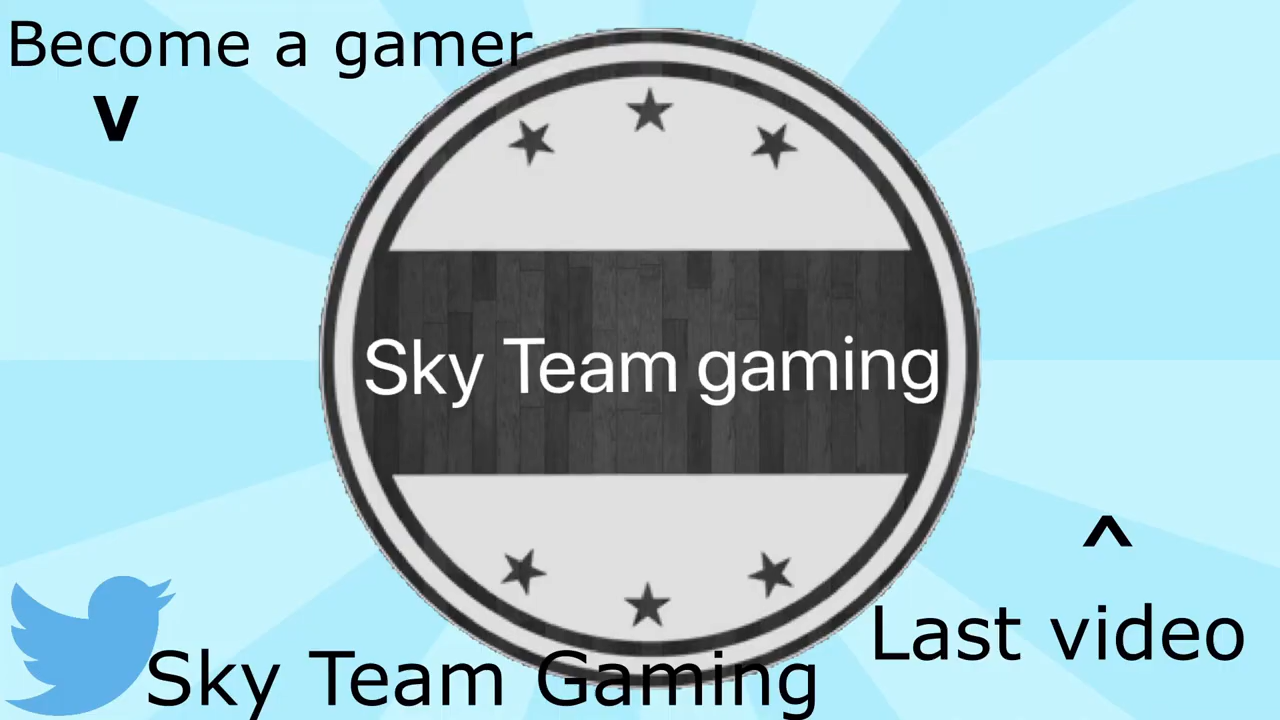 Become a gamer
v
Sky Team gaming
^
Last video
Sky Team Gaming